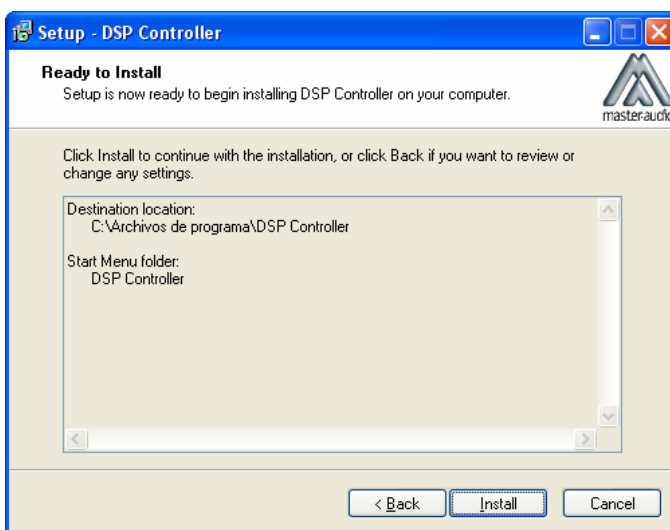 Setup - DSP Controller
Ready to Install
Setup is now ready to begin installing DSP Controller on your computer.
master-audio
Click Install to continue with the installation, or click Back if you want to review or
change any settings.
Destination location:
C:\Archivos de programa\DSP Controller
Start Menu folder:
DSP Controller
< Back
Install
Cancel